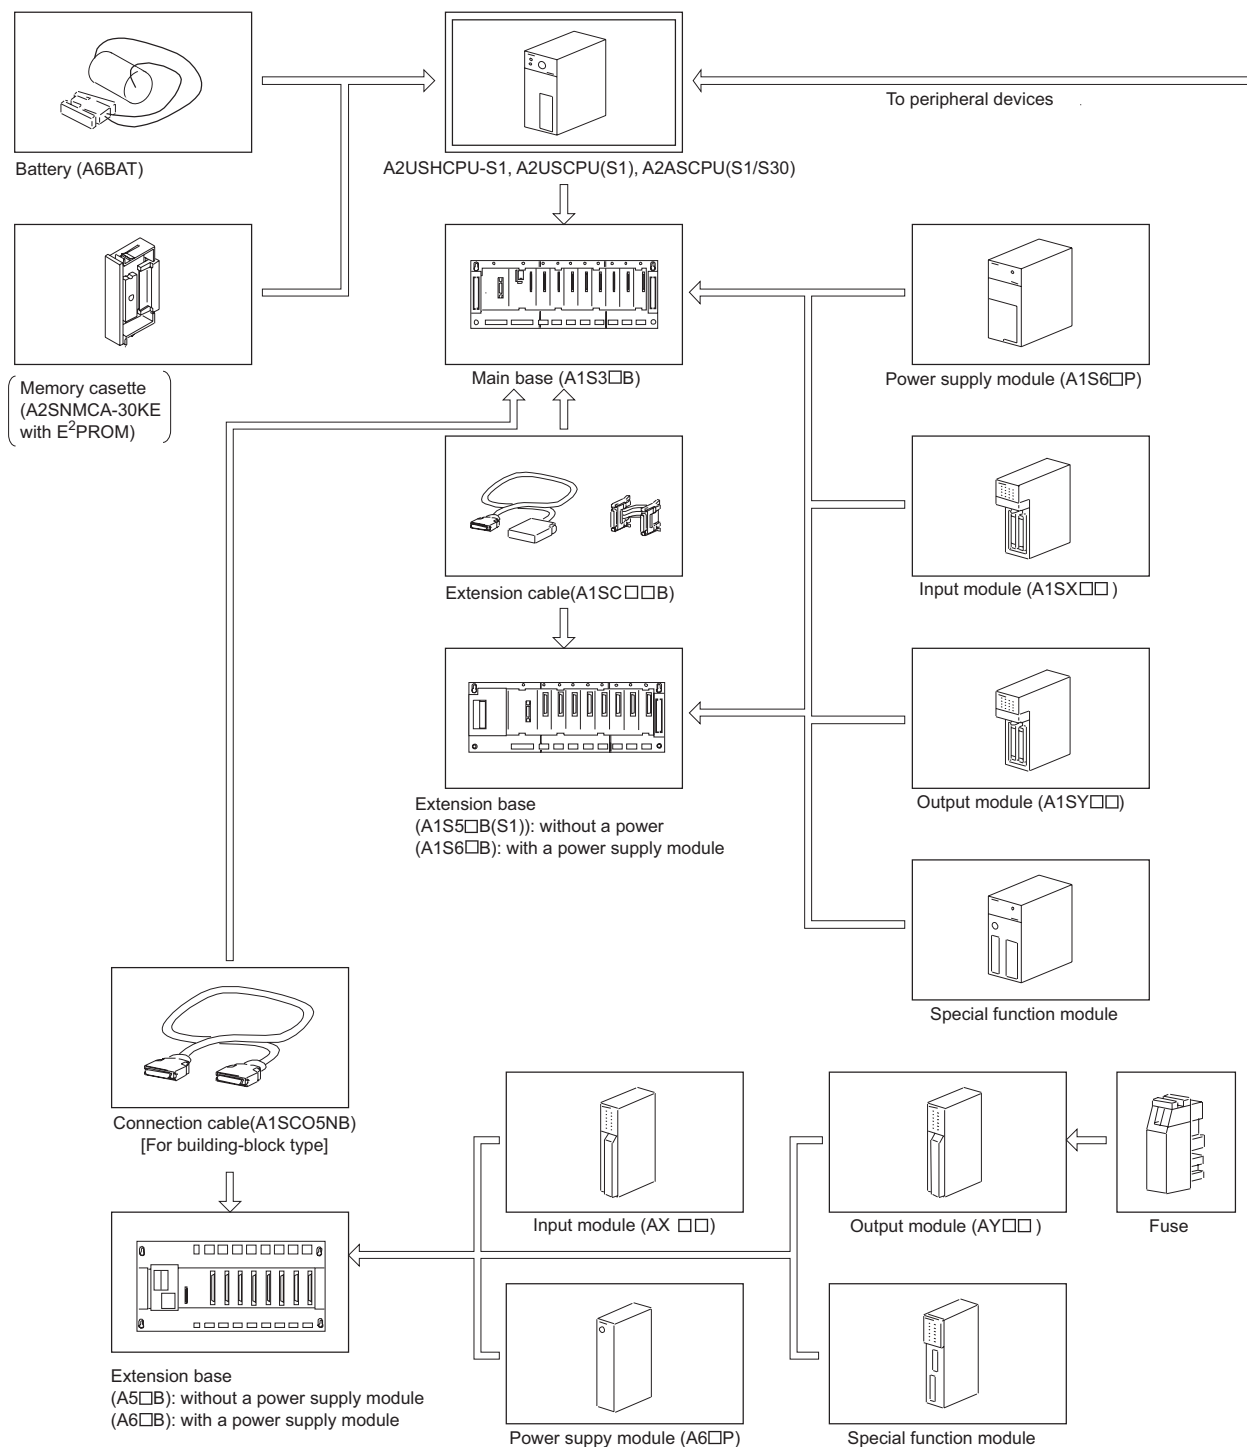 To peripheral devices
Battery (A6BAT)
A2USHCPU-S1, A2USCPU(S1), A2ASCPU(S1/S30)
Memory casette
(A2SNMCA-30KE
with E²PROM)
Main base (A1S3□B)
Power supply module (A1S6□P)
Extension cable(A1SC□□B)
Input module (A1SX□□ )
Extension base
(A1S5□B(S1)): without a power
(A1S6□B): with a power supply module
Output module (A1SY□□)
Special function module
Connection cable(A1SCO5NB)
[For building-block type]
Input module (AX □□)
Output module (AY□□ )
Fuse
Extension base
(A5□B): without a power supply module
(A6□B): with a power supply module
Power suppy module (A6□P)
Special function module